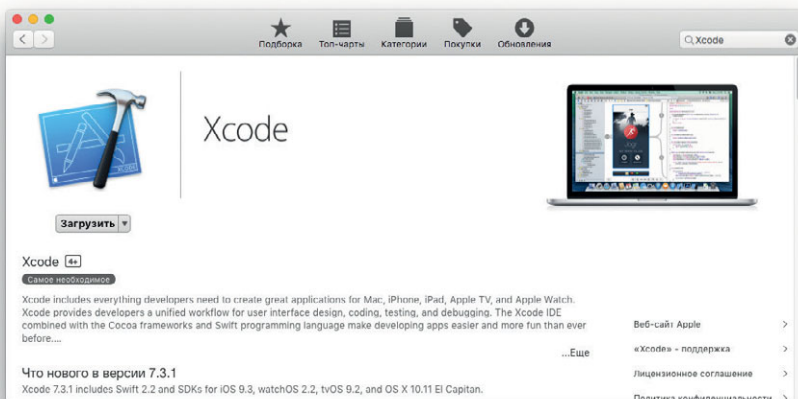 Подборка Топ-чарты Категории Покупки Обновления
Xcode
Xcode
Загрузить
Xcode 4+
Самое необходимое
Xcode includes everything developers need to create great applications for Mac, iPhone, iPad, Apple TV, and Apple Watch.
Xcode provides developers a unified workflow for user interface design, coding, testing, and debugging. The Xcode IDE
combined with the Cocoa frameworks and Swift programming language make developing apps easier and more fun than ever
before....
...Еще
Что нового в версии 7.3.1
Xcode 7.3.1 includes Swift 2.2 and SDKs for iOS 9.3, watchOS 2.2, tvOS 9.2, and OS X 10.11 El Capitan.
Веб-сайт Apple
«Xcode» – поддержка
Лицензионное соглашение
Политика конфиденциальности